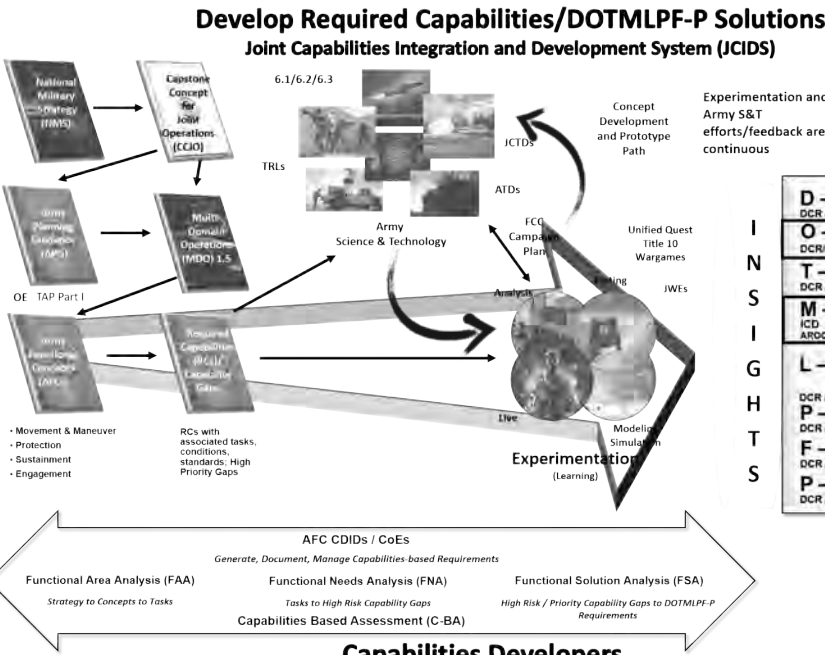 Develop Required Capabilities/DOTMLPF-P Solutions
Joint Capabilities Integration and Development System (JCIDS)
National
Military
Strategy
(NMS)
Capstone
Concept
for
Joint
Operations
(CCJO)
6.1/6.2/6.3
TRLs
JCTDs
ATDs
Army
Science & Technology
Concept
Development
and Prototype
Path
Experimentation and
Army S&T
efforts/feedback are
continuous
Army
Planning
Guidance
(APG)
Multi
Domain
Operations
(MDO) 1.5
OE TAP Part I
FCC
Campaign
Plan
Unified Quest
Title 10
Wargames
JWEs
Analysis
Army
Functional
Concepts
Required
Capabilities
(RCs)/
Capability
Gaps
Live
Modeling
Simulation
Experimentation
(Learning)
• Movement & Maneuver
• Protection
• Sustainment
• Engagement
RCs with
associated tasks,
conditions,
standards; High
Priority Gaps
I
N
S
I
G
H
T
S
D –
DCR
O –
DCR/
T –
DCR
M –
ICD
AROC
L –
DCR
P –
DCR
F –
DCR
P –
DCR
AFC CDIDs / CoEs
Generate, Document, Manage Capabilities-based Requirements
Functional Area Analysis (FAA)
Strategy to Concepts to Tasks
Functional Needs Analysis (FNA)
Tasks to High Risk Capability Gaps
Functional Solution Analysis (FSA)
High Risk / Priority Capability Gaps to DOTMLPF-P
Requirements
Capabilities Based Assessment (C-BA)
Capabilities Developers